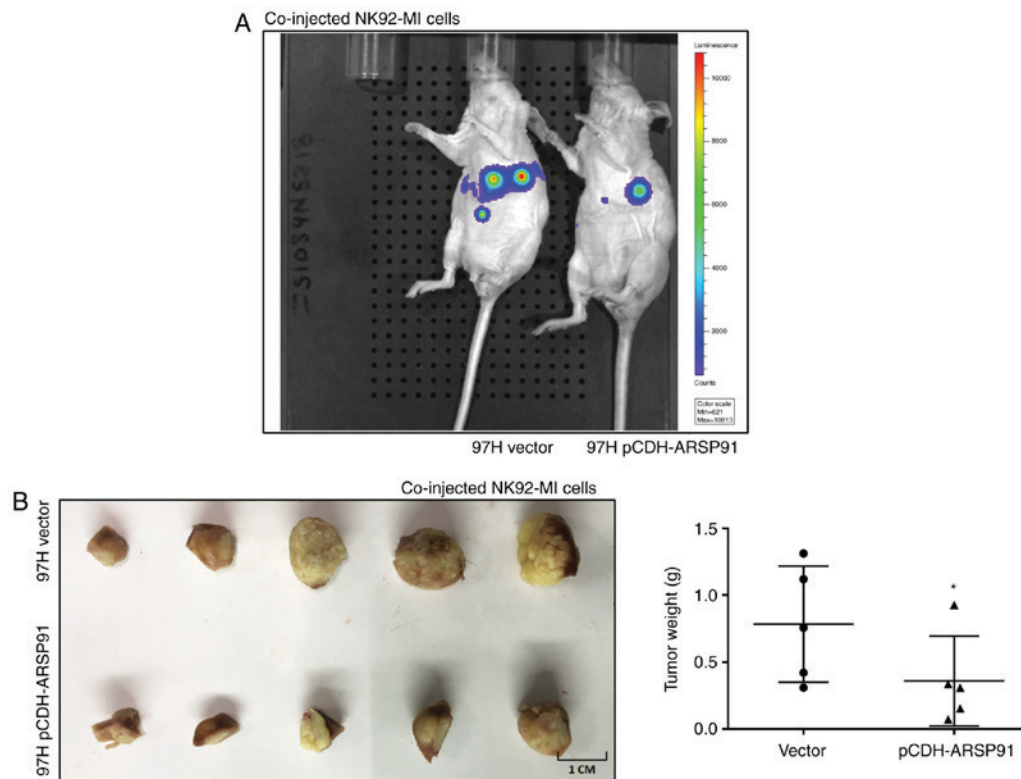 A
Co-injected NK92-MI cells
Luminescence
10000
8000
6000
4000
2000
Counts
Color scale
Min=621
97H vector
97H pCDH-ARSP91
B
Co-injected NK92-MI cells
97H vector
97H pCDH-ARSP91
1 CM
Tumor weight (g)
1.5
1.0
0.5
0.0
*
Vector
pCDH-ARSP91